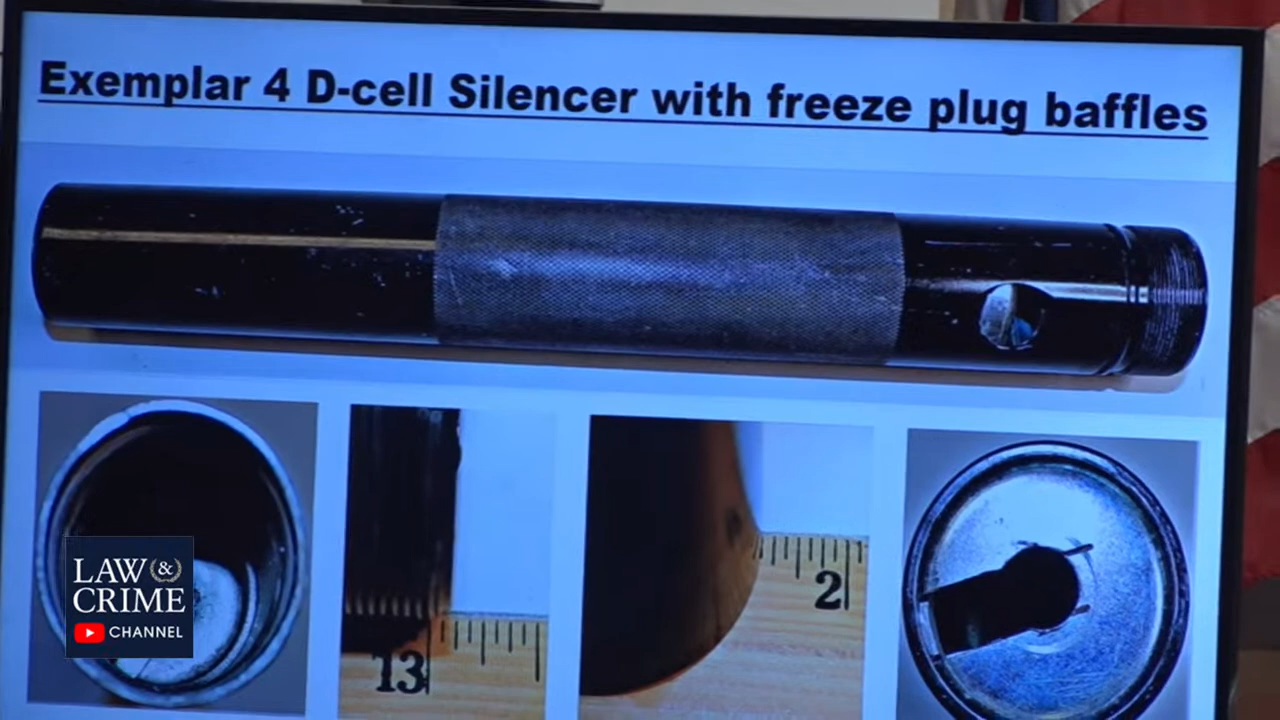 Exemplar 4 D-cell Silencer with freeze plug baffles
LAW &
CRIME
CHANNEL
13
2